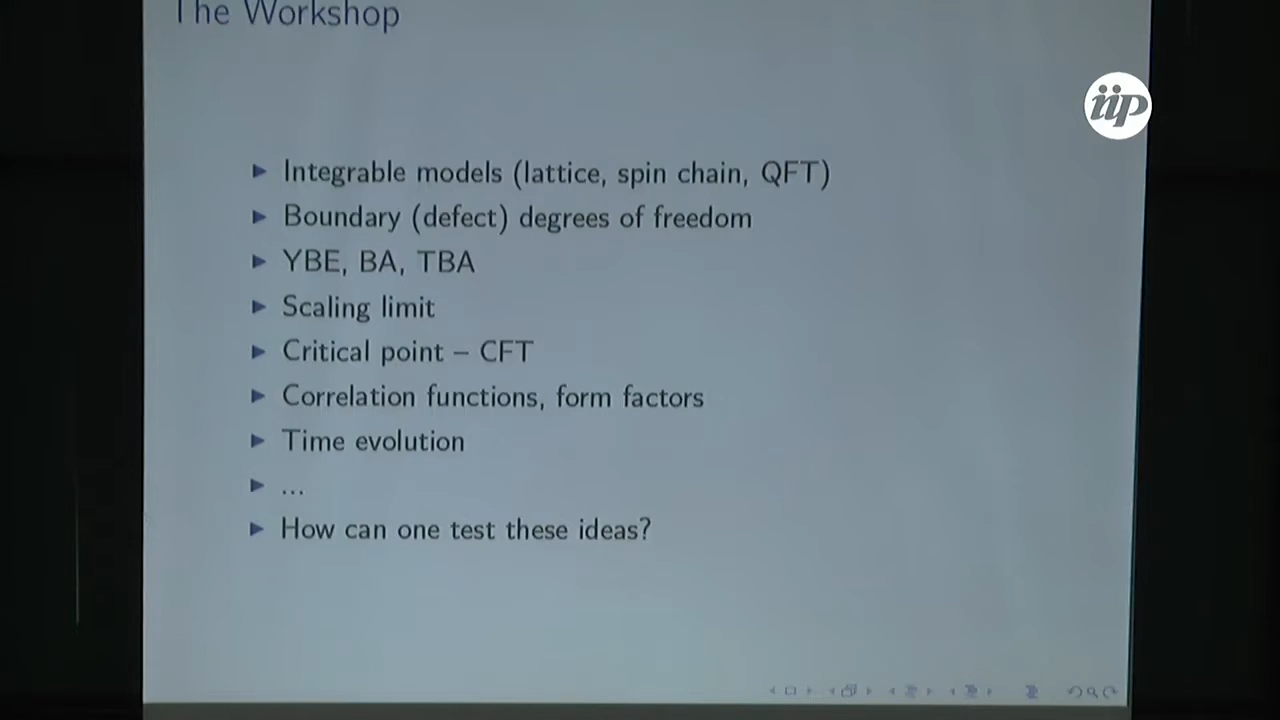 The Workshop
iip
Integrable models (lattice, spin chain, QFT)
Boundary (defect) degrees of freedom
YBE, BA, TBA
Scaling limit
Critical point – CFT
Correlation functions, form factors
Time evolution
...
How can one test these ideas?